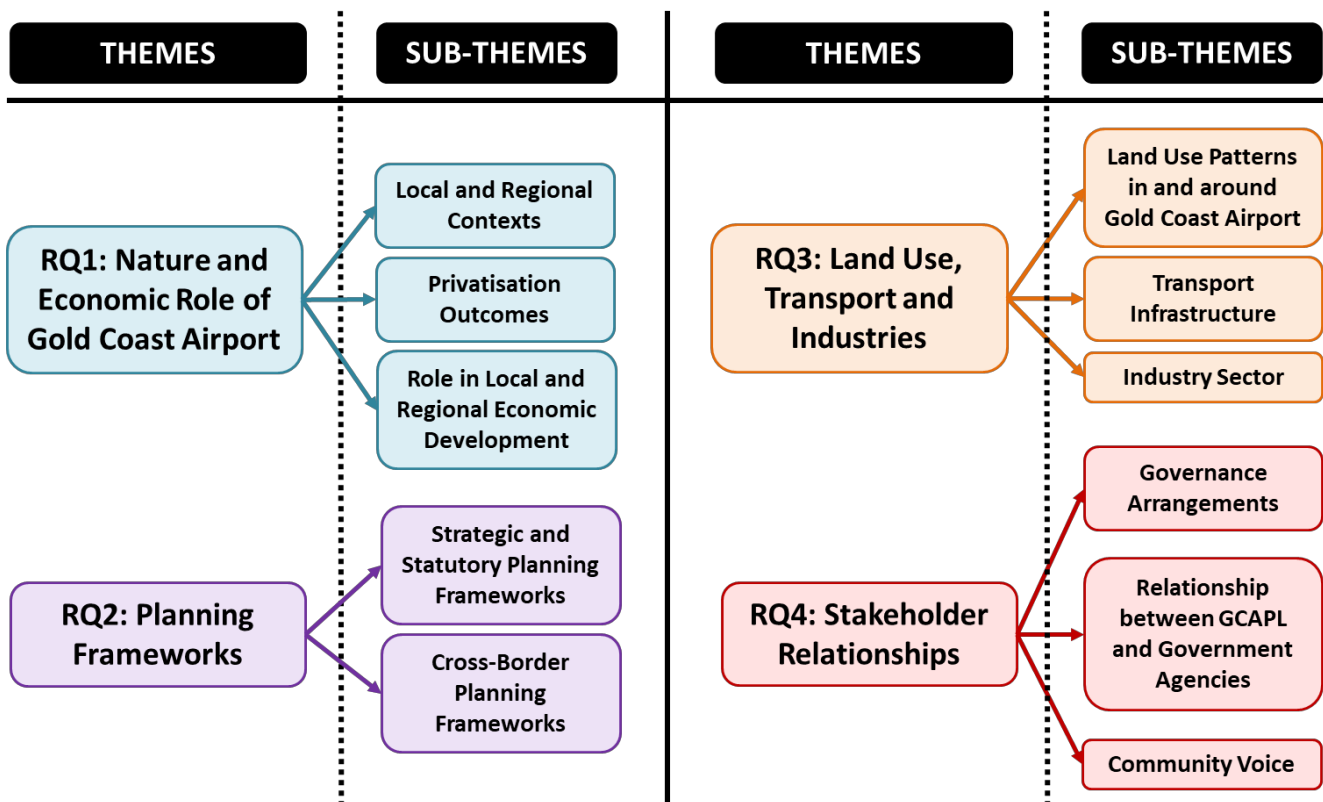 THEMES
SUB-THEMES
RQ1: Nature and
Economic Role of
Gold Coast Airport
Local and Regional
Contexts
Privatisation
Outcomes
Role in Local and
Regional Economic
Development
RQ2: Planning
Frameworks
Strategic and
Statutory Planning
Frameworks
Cross-Border
Planning
Frameworks
THEMES
SUB-THEMES
RQ3: Land Use,
Transport and
Industries
Land Use Patterns
in and around
Gold Coast Airport
Transport
Infrastructure
Industry Sector
RQ4: Stakeholder
Relationships
Governance
Arrangements
Relationship
between GCAPL
and Government
Agencies
Community Voice